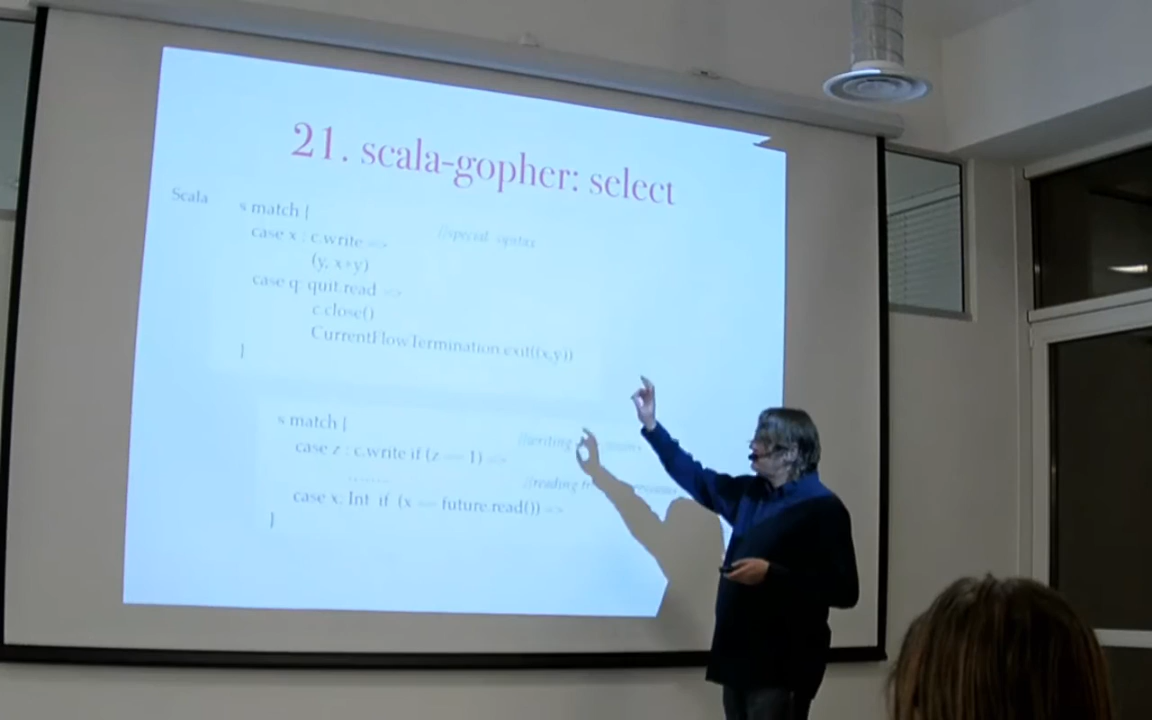 21. scala-gopher: select
Scala
s match {
case x : c.write => //special syntax
(y, x+y)
case q: quit.read =>
c.close()
CurrentFlowTermination.exit((x,y))
}
s match {
//writing
case z : c.write if (z == 1) =>
.......
//reading
case x: Int if (x == future.read()) =>
}